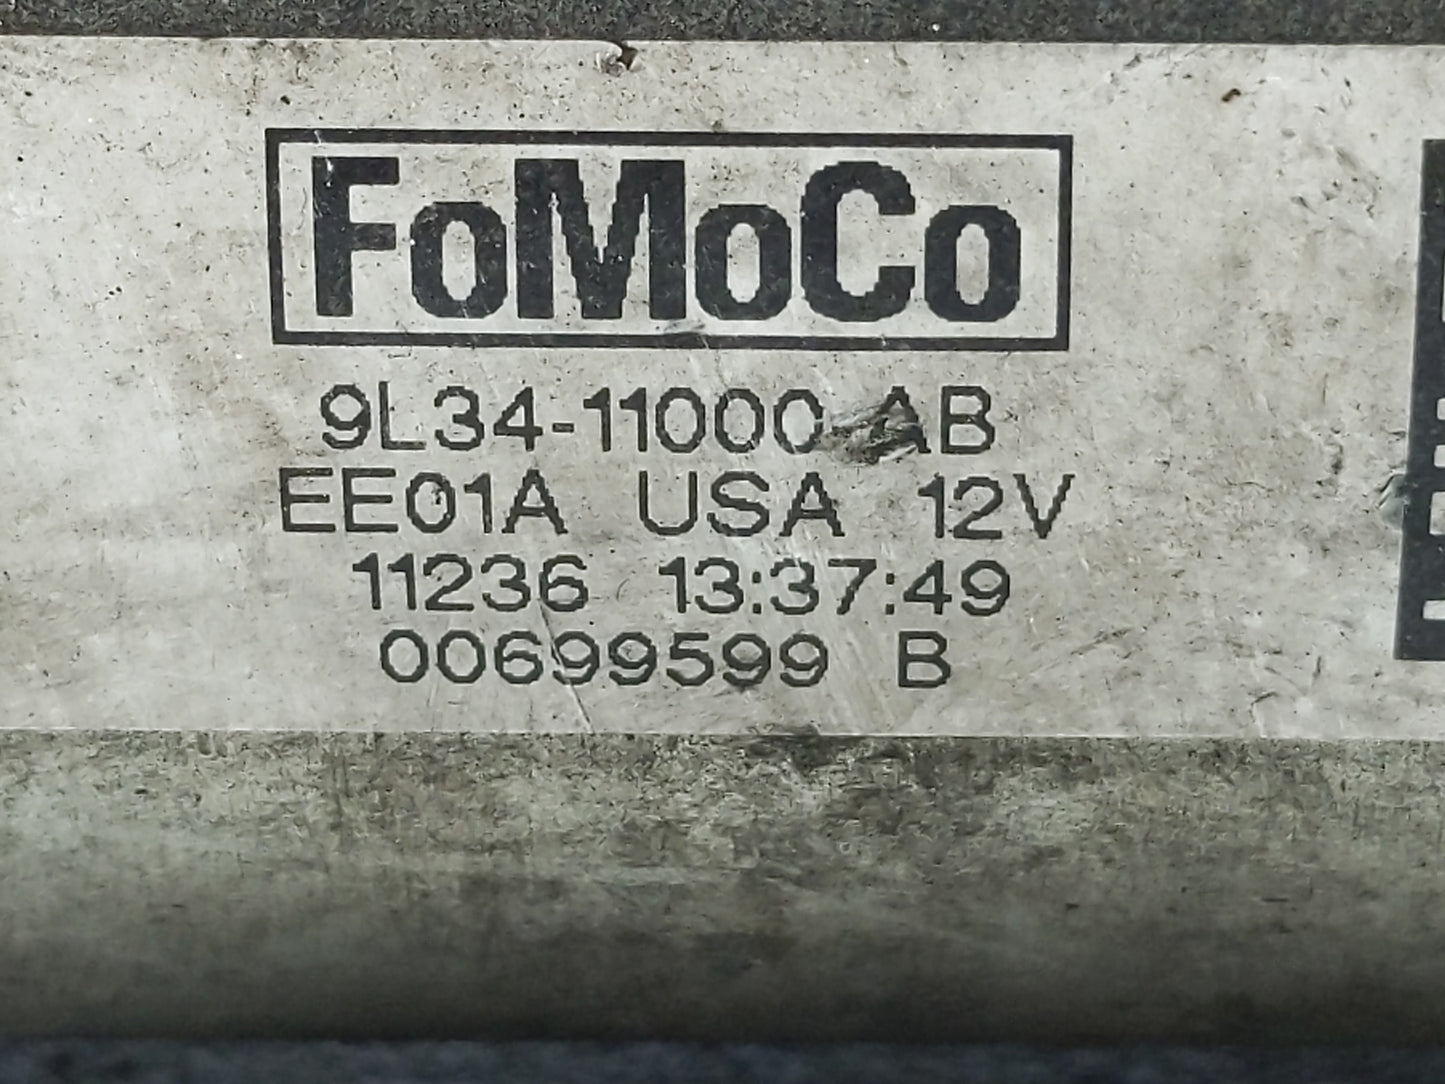 FoMoCo
9L34-11000-AB
EE01A USA 12V
11236 13:37:49
00699599 B